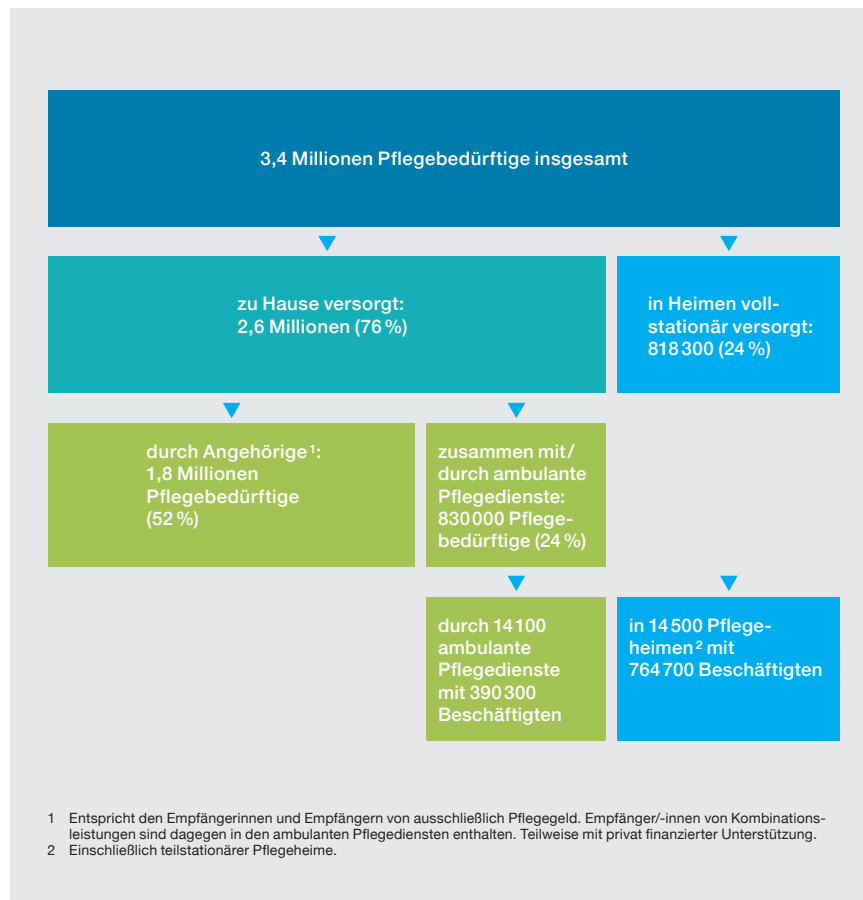 3,4 Millionen Pflegebedürftige insgesamt
zu Hause versorgt:
2,6 Millionen (76 %)
in Heimen voll-
stationär versorgt:
818 300 (24 %)
durch Angehörige¹:
1,8 Millionen
Pflegebedürftige
(52 %)
zusammen mit/
durch ambulante
Pflegedienste:
830 000 Pflege-
bedürftige (24 %)
durch 14 100
ambulante
Pflegedienste
mit 390 300
Beschäftigten
in 14 500 Pflege-
heimen² mit
764 700 Beschäftigten
1 Entspricht den Empfängerinnen und Empfängern von ausschließlich Pflegegeld. Empfänger/-innen von Kombinations-
leistungen sind dagegen in den ambulanten Pflegediensten enthalten. Teilweise mit privat finanzierter Unterstützung.
2 Einschließlich teilstationärer Pflegeheime.